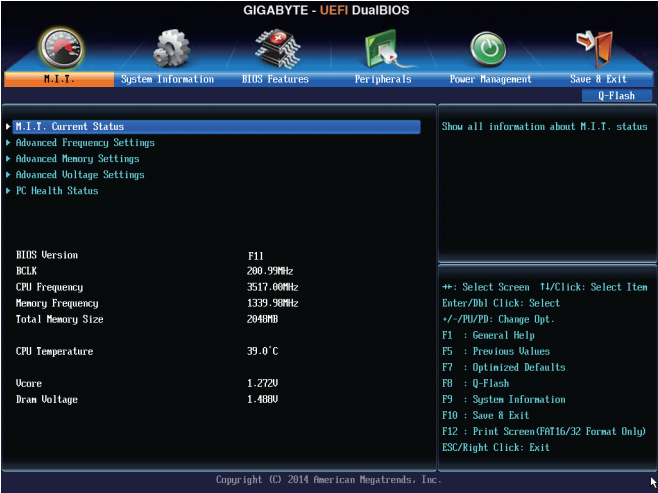 GIGABYTE - UEFI DualBIOS
M.I.T. System Information BIOS Features Peripherals Power Management Save & Exit
Q-Flash
M.I.T. Current Status
Advanced Frequency Settings
Advanced Memory Settings
Advanced Voltage Settings
PC Health Status
Show all information about M.I.T. status
BIOS Version F1l
BCLK 200.99MHz
CPU Frequency 3517.00MHz
Memory Frequency 1339.98MHz
Total Memory Size 2048MB
CPU Temperature 39.0°C
Vcore 1.272V
Dram Voltage 1.488V
→←: Select Screen ↑↓/Click: Select Item
Enter/Dbl Click: Select
+/-/PU/PD: Change Opt.
F1 : General Help
F5 : Previous Values
F7 : Optimized Defaults
F8 : Q-Flash
F9 : System Information
F10 : Save & Exit
F12 : Print Screen(FAT16/32 Format Only)
ESC/Right Click: Exit
Copyright (C) 2014 American Megatrends, Inc.